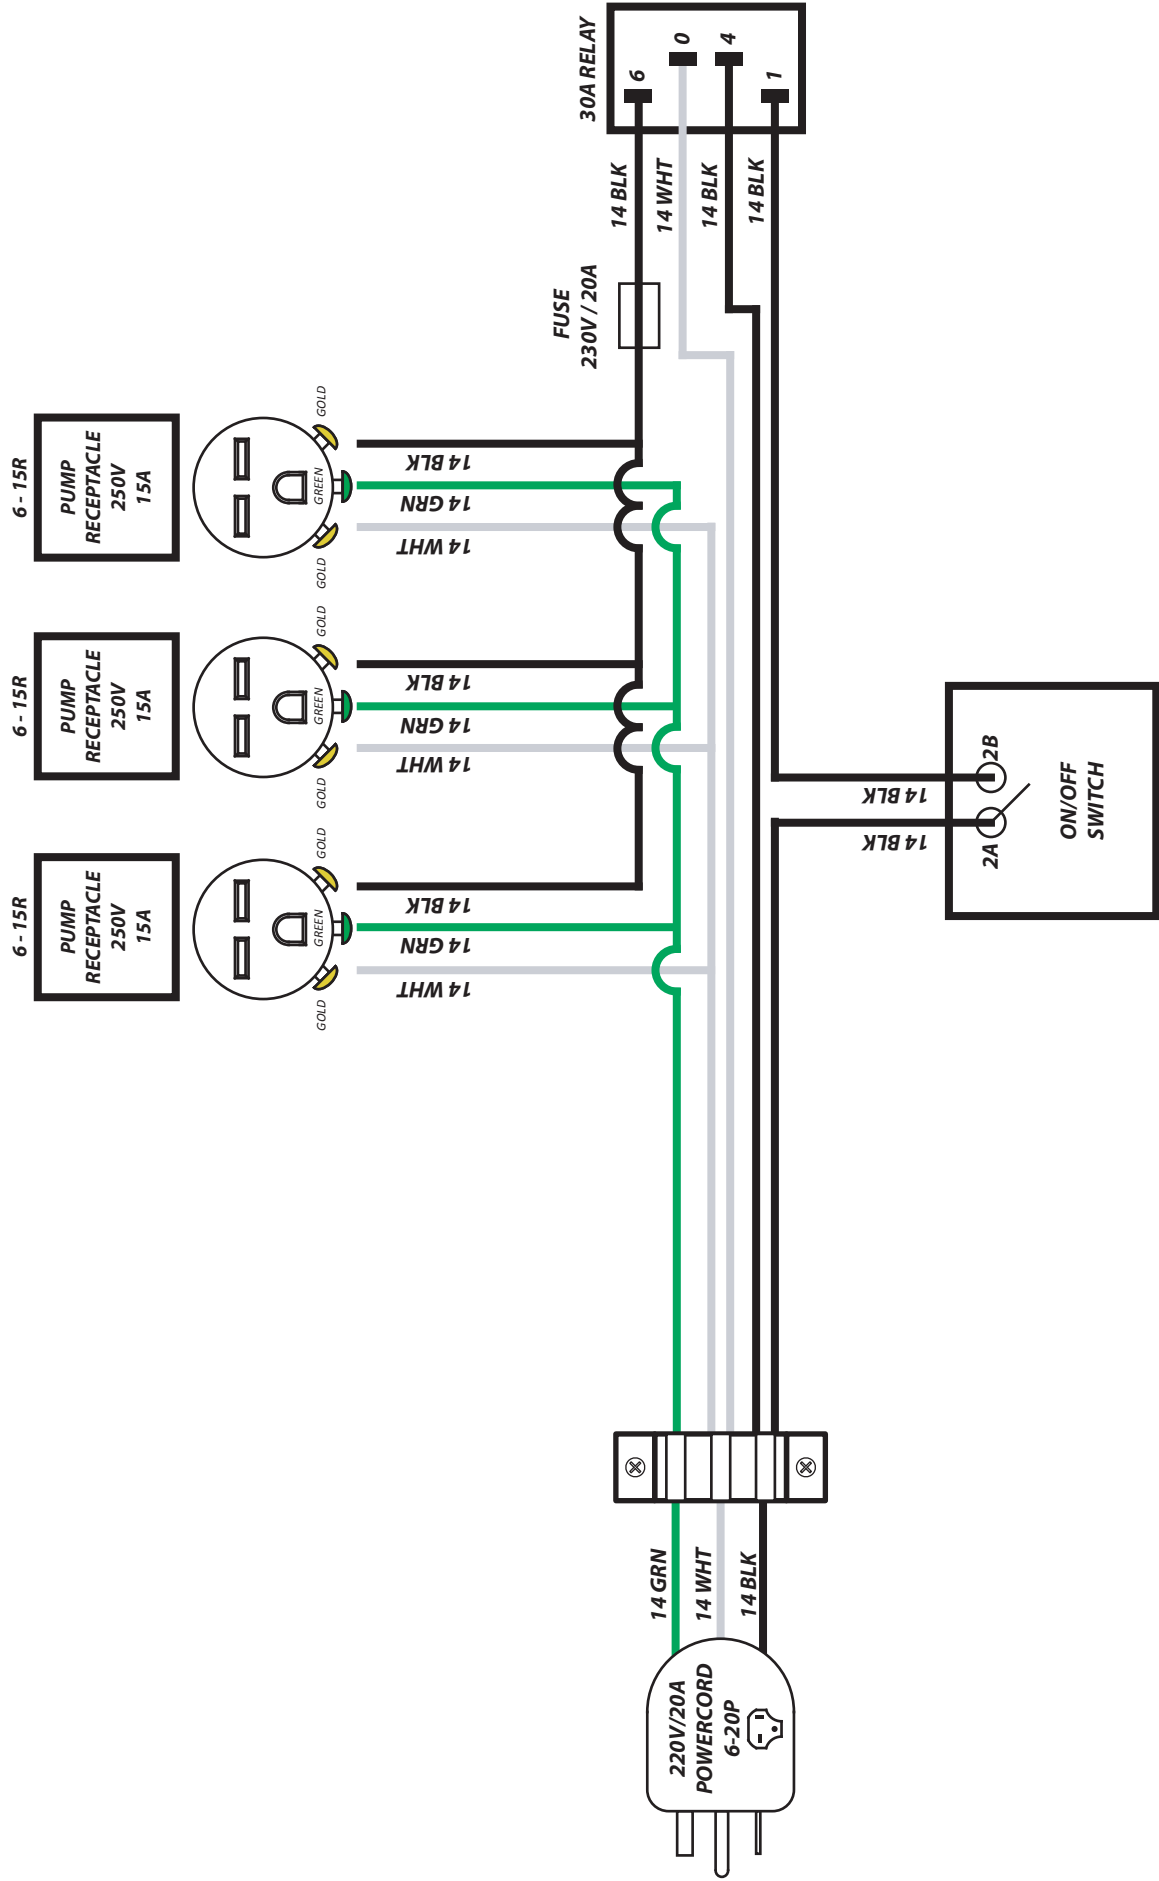 6 - 15R
PUMP
RECEPTACLE
250V
15A
GOLD
GREEN
GOLD
14 WHT
14 GRN
14 BLK
6 - 15R
PUMP
RECEPTACLE
250V
15A
GOLD
GREEN
GOLD
14 WHT
14 GRN
14 BLK
6 - 15R
PUMP
RECEPTACLE
250V
15A
GOLD
GREEN
GOLD
14 WHT
14 GRN
14 BLK
FUSE
230V / 20A
30A RELAY
6
0
4
1
14 BLK
14 WHT
14 BLK
14 BLK
220V/20A
POWERCORD
6-20P
14 GRN
14 WHT
14 BLK
14 BLK
14 BLK
2A
2B
ON/OFF
SWITCH